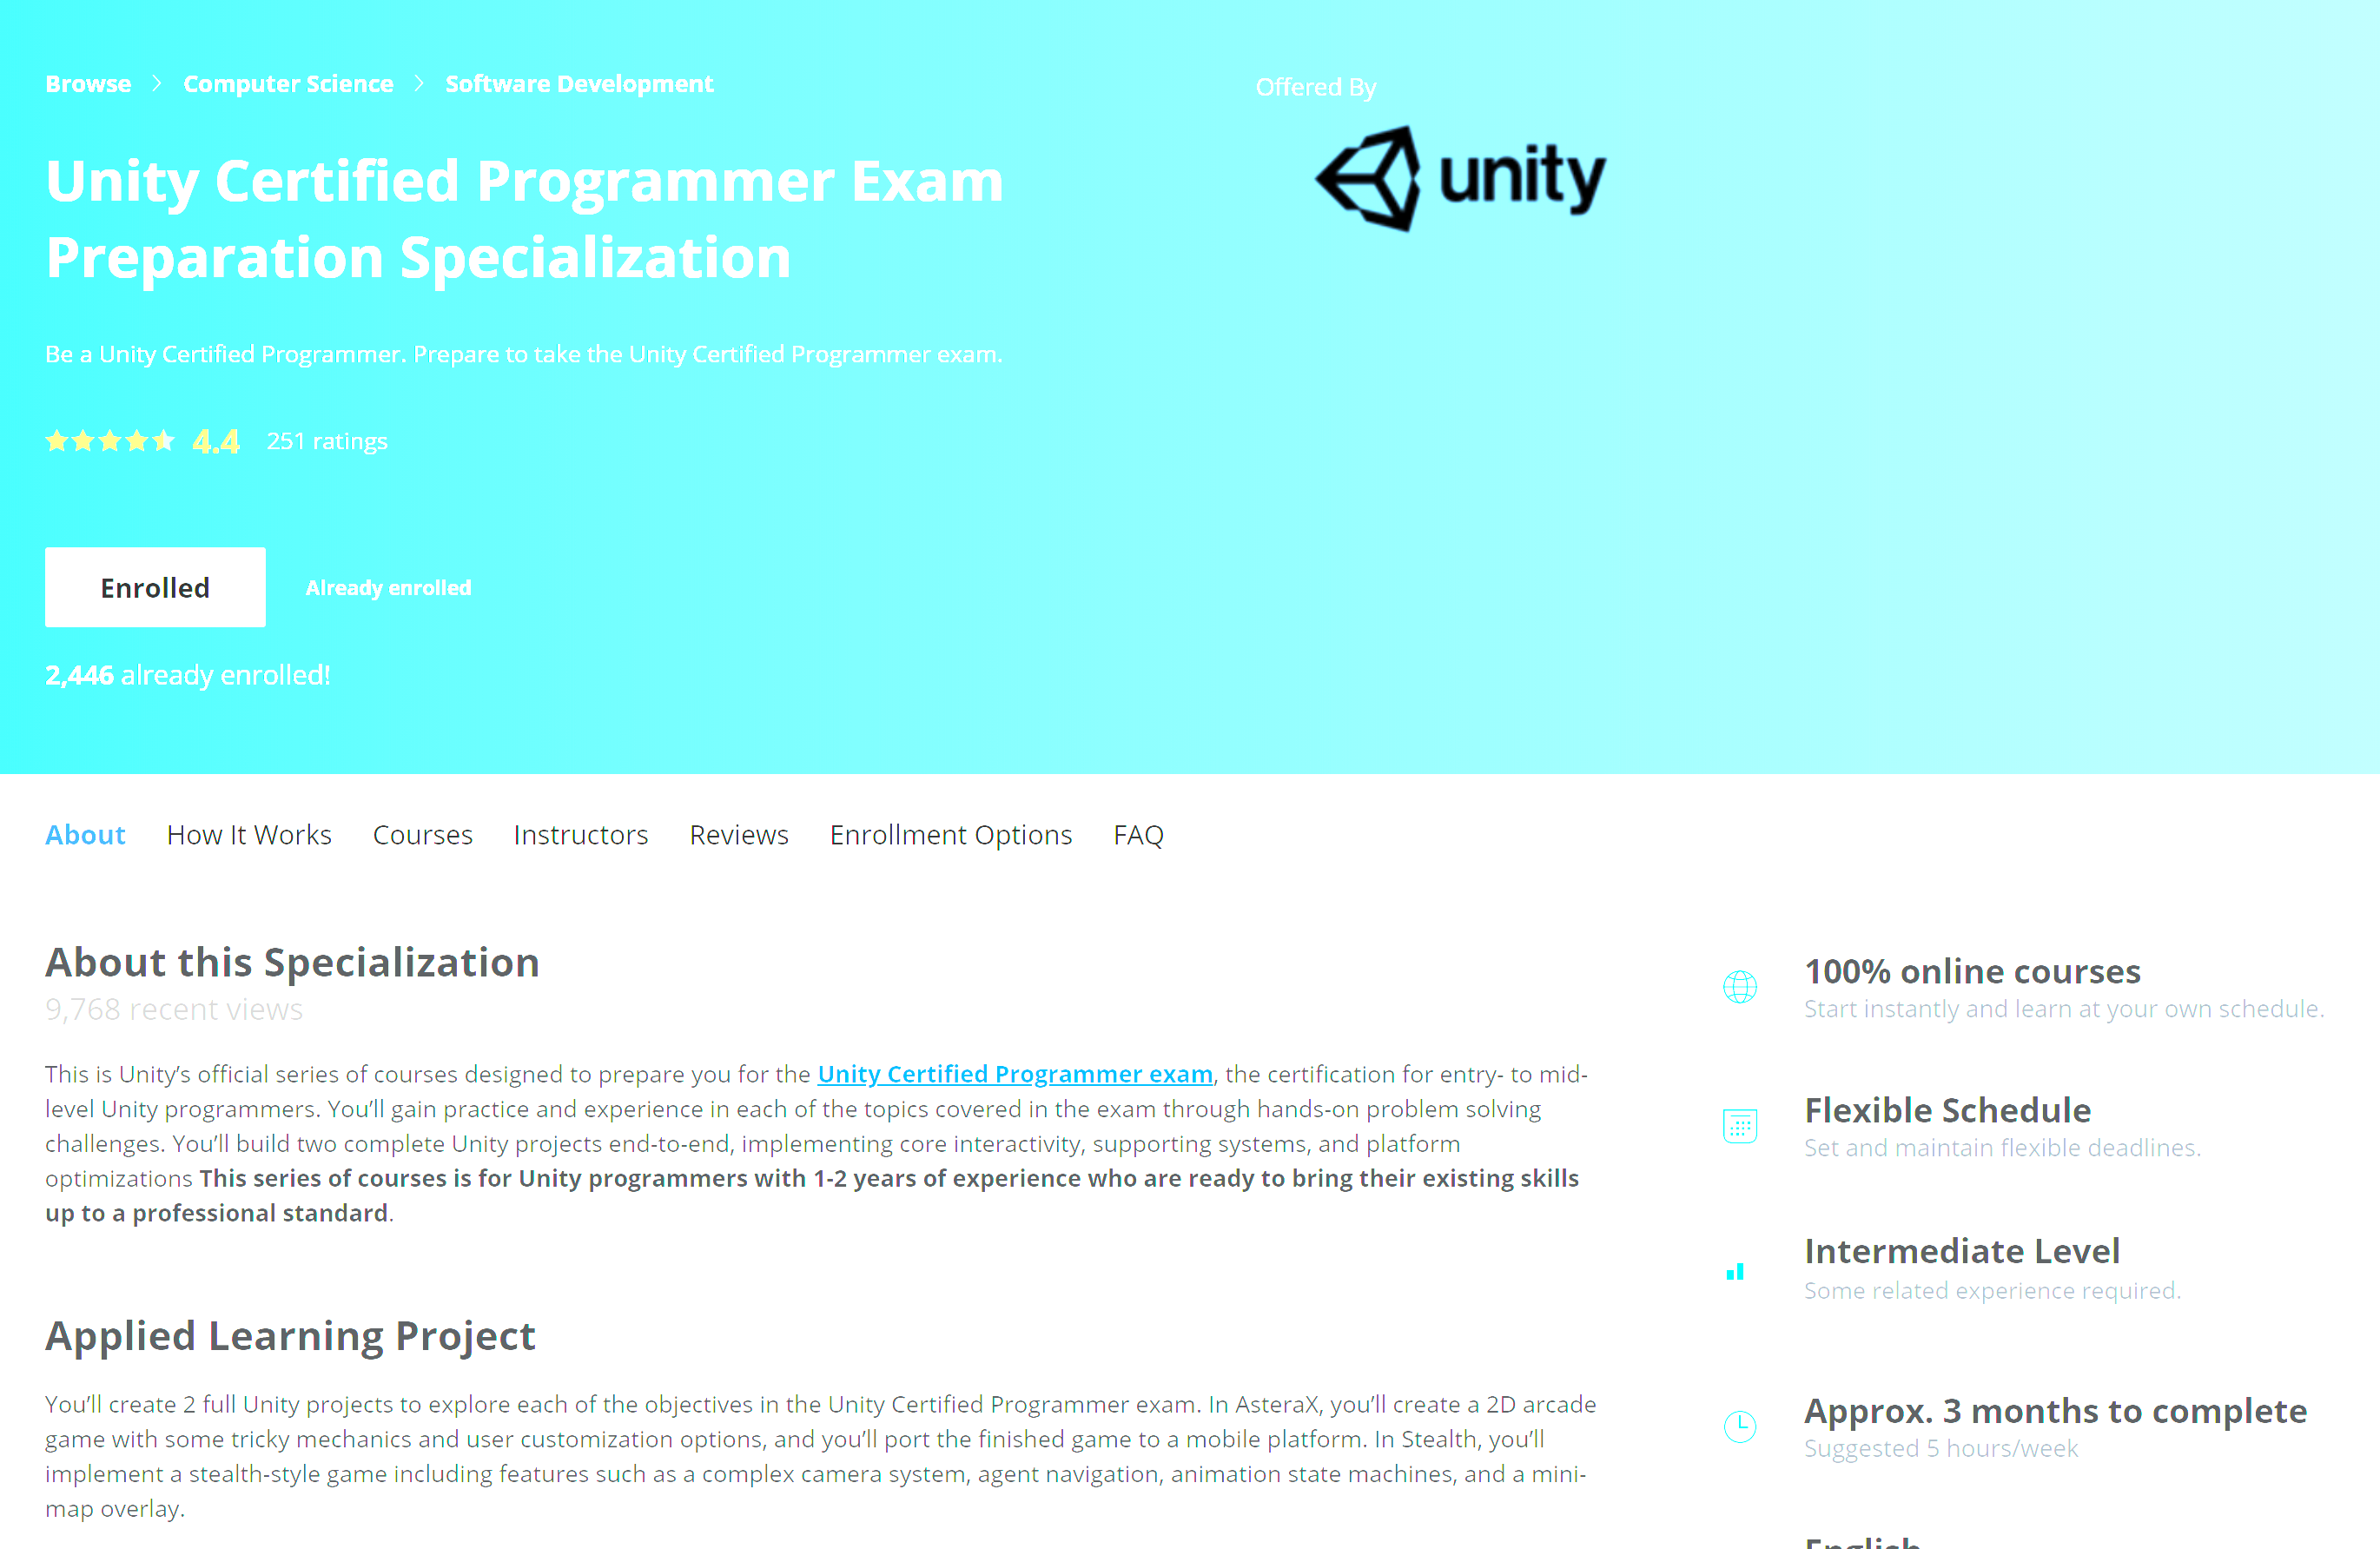 Browse > Computer Science > Software Development
Unity Certified Programmer Exam
Preparation Specialization
Be a Unity Certified Programmer. Prepare to take the Unity Certified Programmer exam.
4.4 251 ratings
Enrolled Already enrolled
2,446 already enrolled!
Offered By
unity
About How It Works Courses Instructors Reviews Enrollment Options FAQ
About this Specialization
9,768 recent views
This is Unity’s official series of courses designed to prepare you for the Unity Certified Programmer exam, the certification for entry- to mid-
level Unity programmers. You’ll gain practice and experience in each of the topics covered in the exam through hands-on problem solving
challenges. You’ll build two complete Unity projects end-to-end, implementing core interactivity, supporting systems, and platform
optimizations This series of courses is for Unity programmers with 1-2 years of experience who are ready to bring their existing skills
up to a professional standard.
Applied Learning Project
You’ll create 2 full Unity projects to explore each of the objectives in the Unity Certified Programmer exam. In AsteraX, you’ll create a 2D arcade
game with some tricky mechanics and user customization options, and you’ll port the finished game to a mobile platform. In Stealth, you’ll
implement a stealth-style game including features such as a complex camera system, agent navigation, animation state machines, and a mini-
map overlay.
100% online courses
Start instantly and learn at your own schedule.
Flexible Schedule
Set and maintain flexible deadlines.
Intermediate Level
Some related experience required.
Approx. 3 months to complete
Suggested 5 hours/week
English